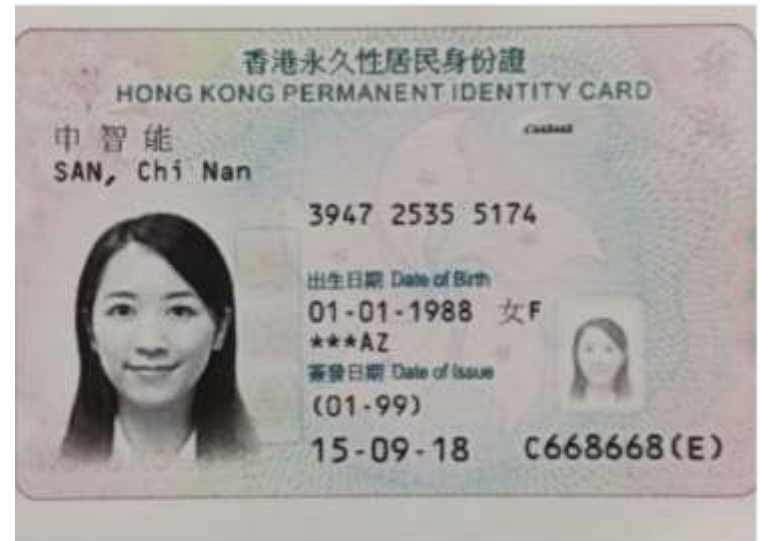 香港永久性居民身份證
HONG KONG PERMANENT IDENTITY CARD
申智能
SAN, Chi Nan
3947 2535 5174
出生日期 Date of Birth
01-01-1988 女F
***AZ
簽發日期 Date of Issue
(01-99)
15-09-18 C668668(E)